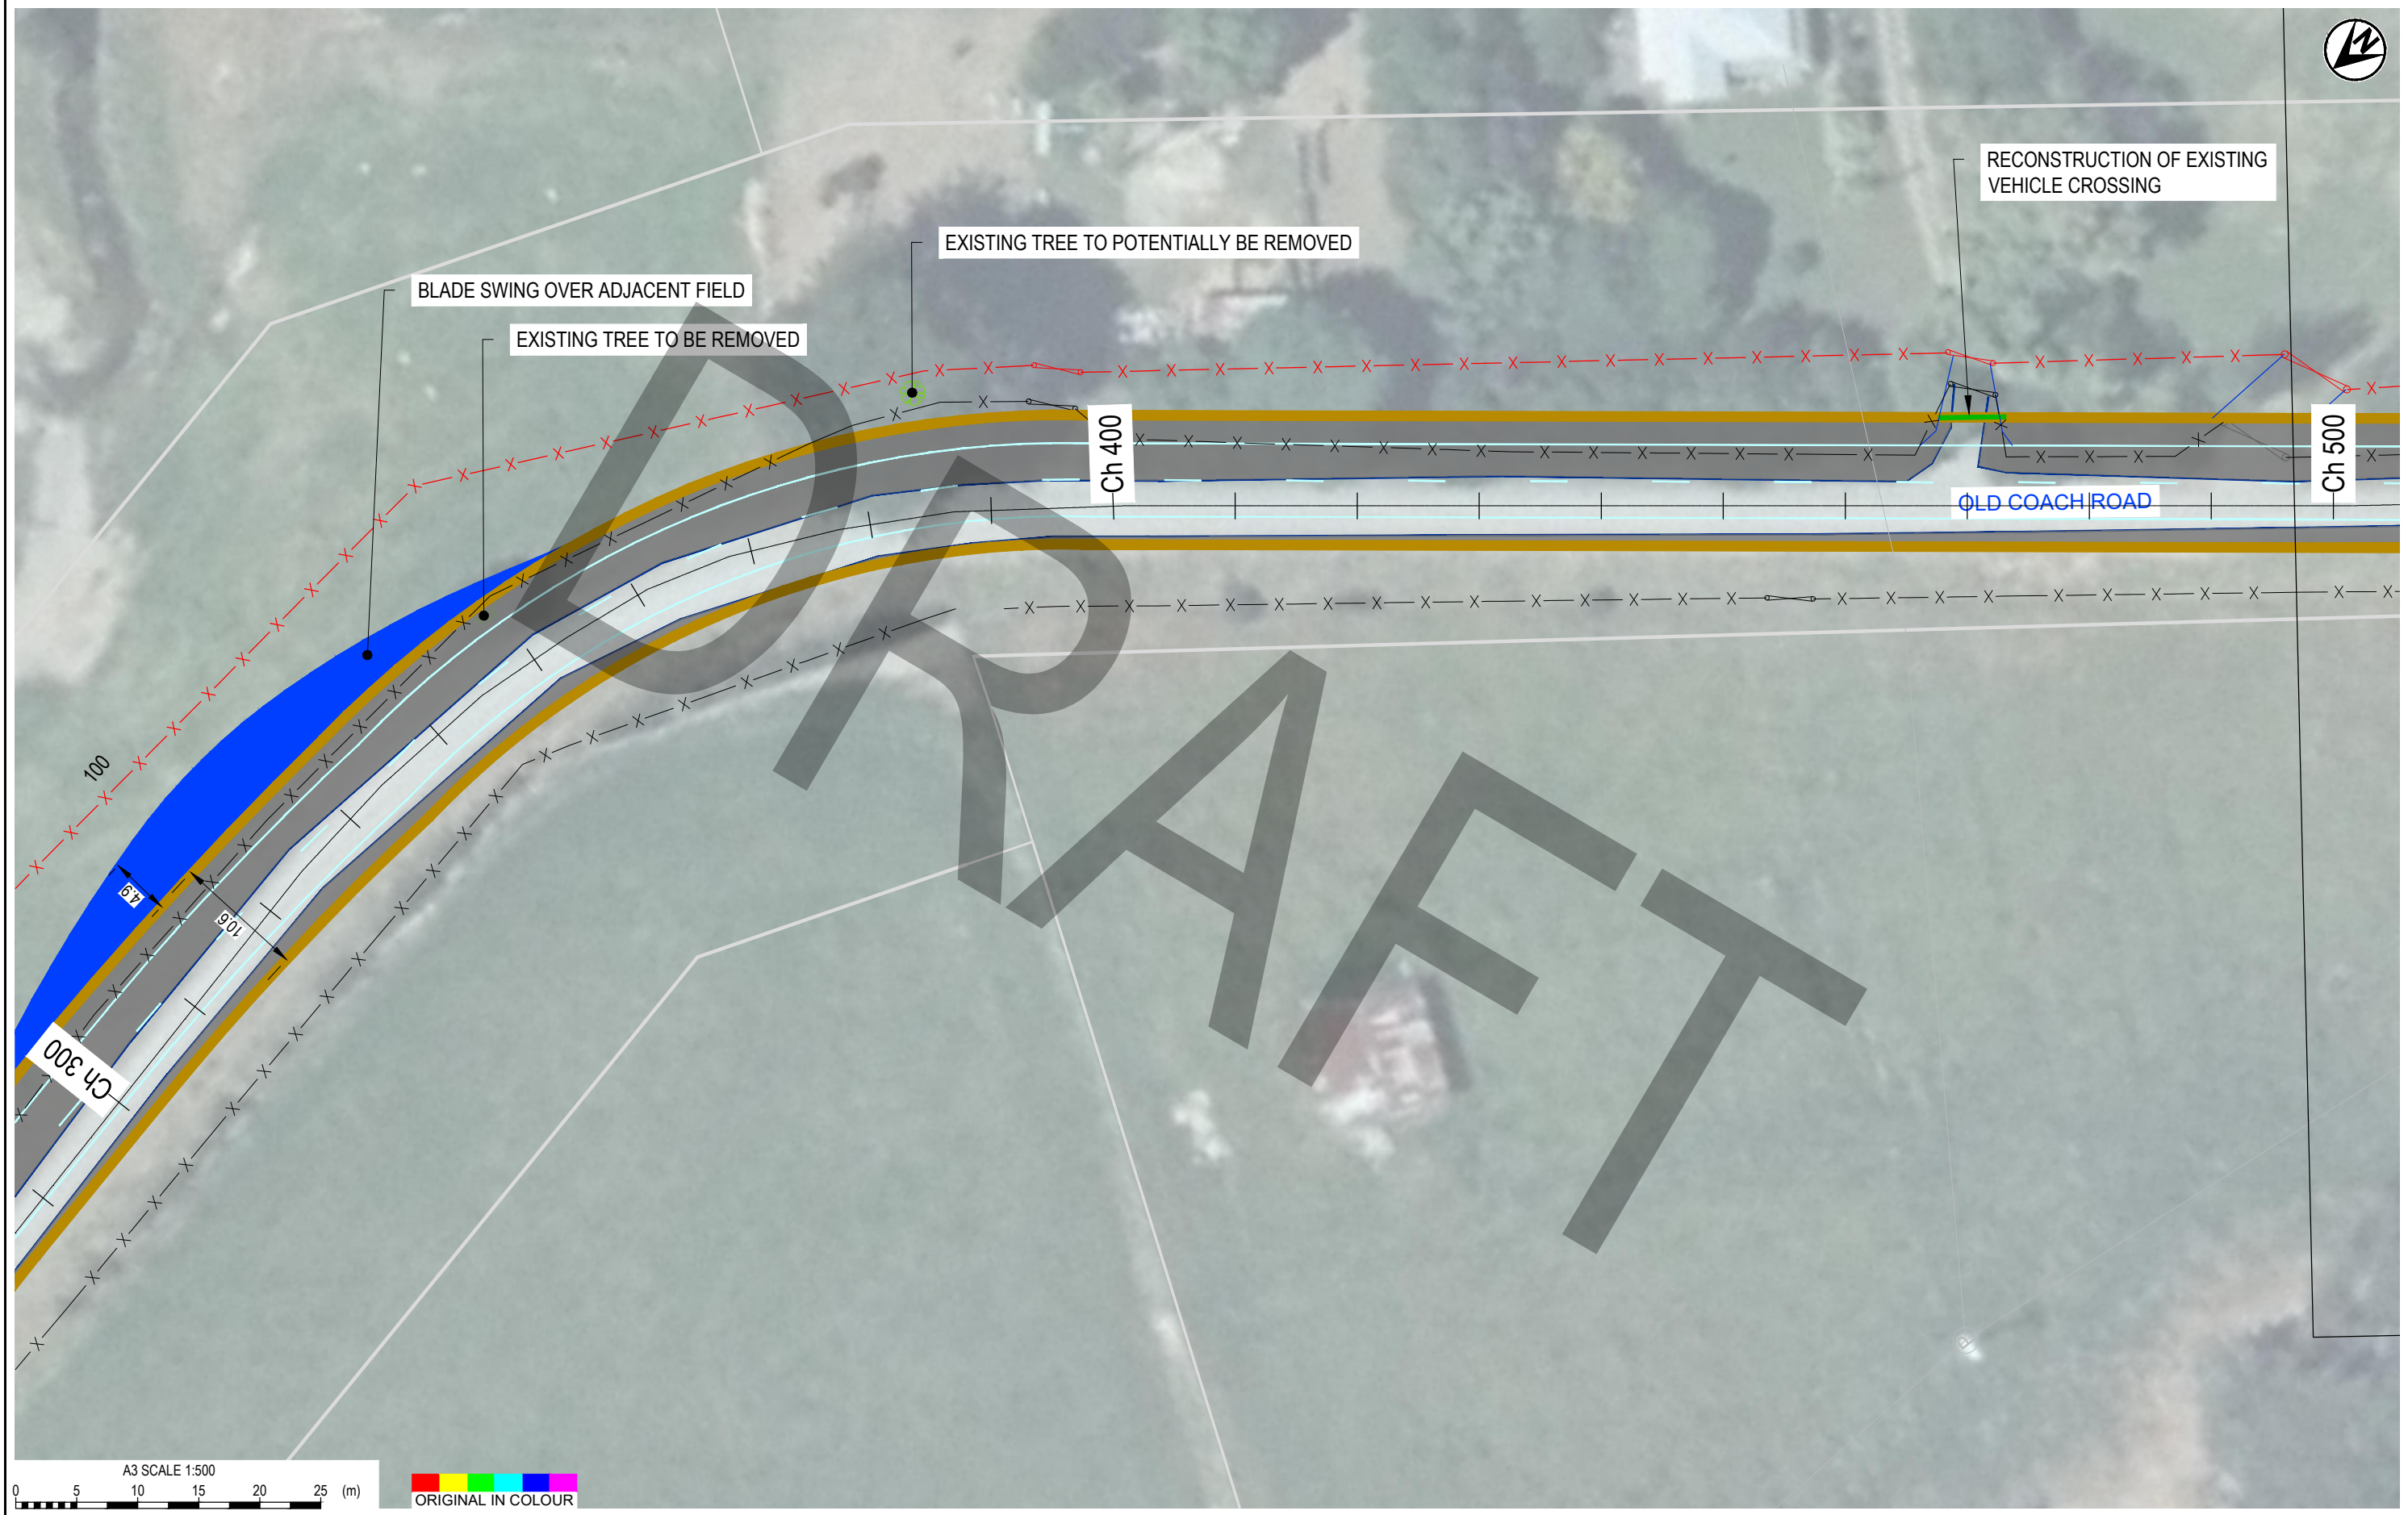 N
RECONSTRUCTION OF EXISTING
VEHICLE CROSSING
EXISTING TREE TO POTENTIALLY BE REMOVED
BLADE SWING OVER ADJACENT FIELD
EXISTING TREE TO BE REMOVED
Ch 400
Ch 500
OLD COACH ROAD
100
4.9
10.6
Ch 300
DRAFT
A3 SCALE 1:500
0 5 10 15 20 25 (m)
ORIGINAL IN COLOUR